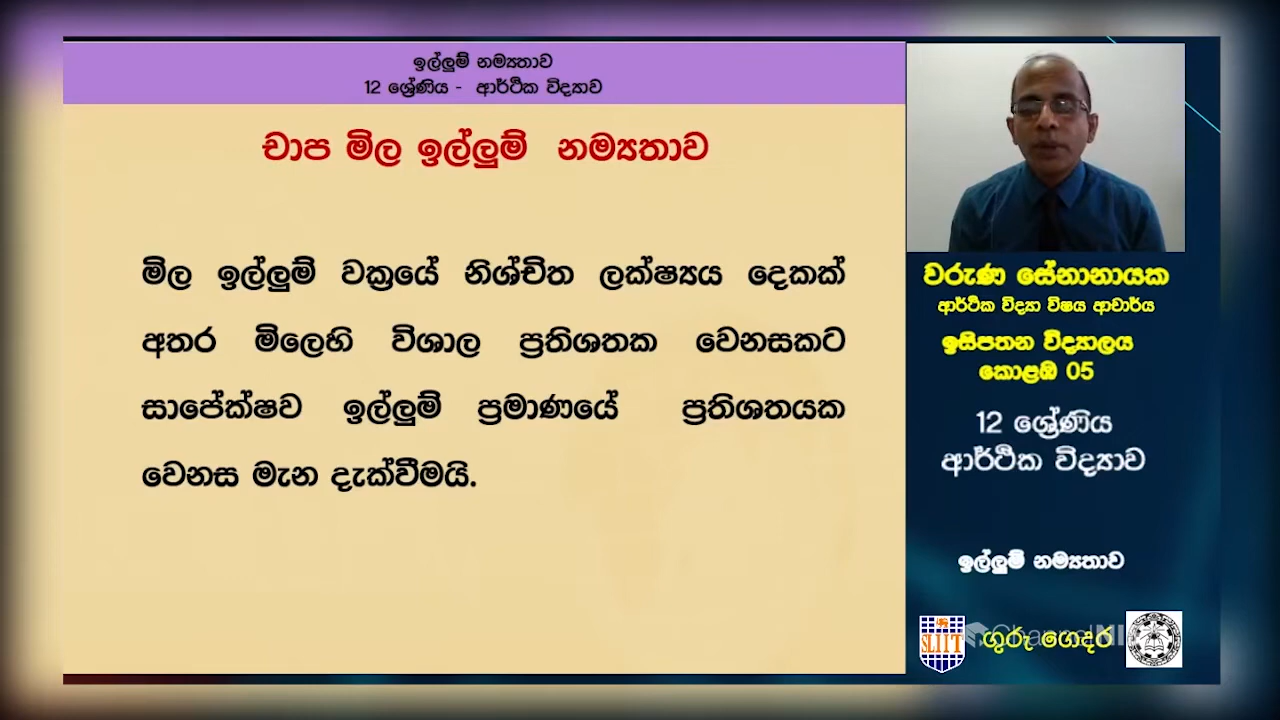 ඉල්ලුම් නම්‍යතාව
12 ශ්‍රේණිය - ආර්ථික විද්‍යාව
චාප මිල ඉල්ලුම් නම්‍යතාව
මිල ඉල්ලුම් වක්‍රයේ නිශ්චිත ලක්ෂ්‍යය දෙකක්
අතර මිලෙහි විශාල ප්‍රතිශතක වෙනසකට
සාපේක්ෂව ඉල්ලුම් ප්‍රමාණයේ ප්‍රතිශතයක
වෙනස මැන දැක්වීමයි.
වරුණ සේනානායක
ආර්ථික විද්‍යා විෂය ආචාර්ය
ඉසිපතන විද්‍යාලය
කොළඹ 05
12 ශ්‍රේණිය
ආර්ථික විද්‍යාව
ඉල්ලුම් නම්‍යතාව
SLIIT
Channel NIE
ගුරු ගෙදර